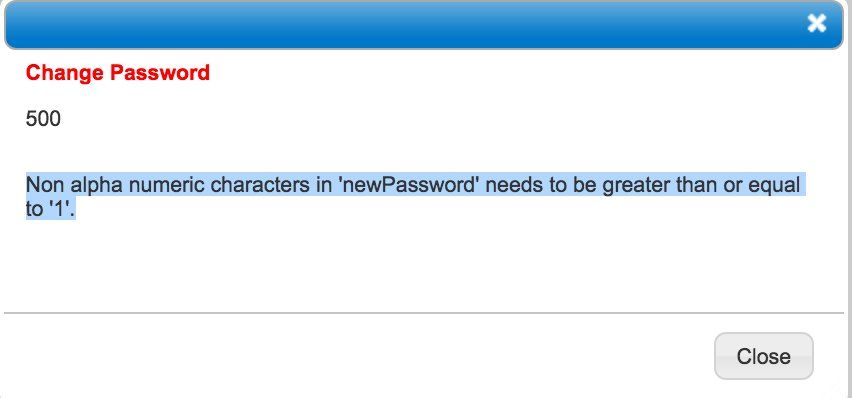 Change Password
500
Non alpha numeric characters in 'newPassword' needs to be greater than or equal
to '1'.
Close